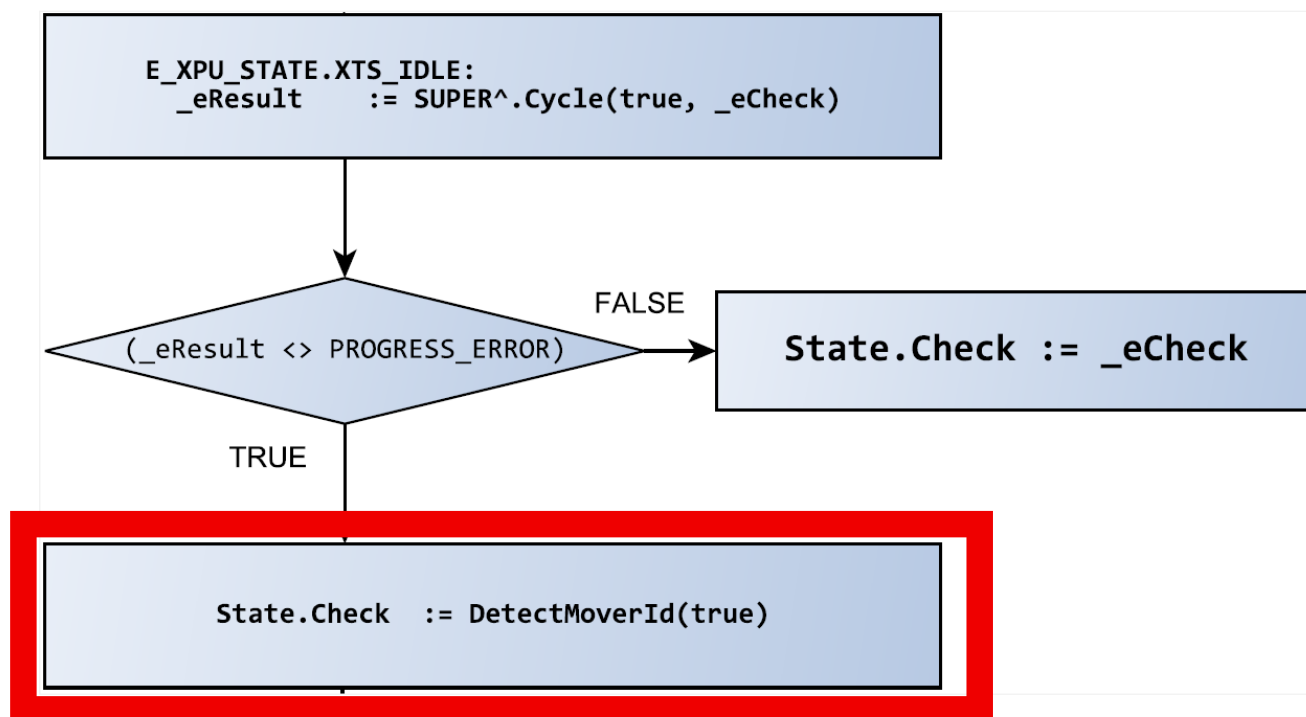 E_XPU_STATE.XTS_IDLE:
_eResult    := SUPER^.Cycle(true, _eCheck)
FALSE
(_eResult <> PROGRESS_ERROR)
State.Check := _eCheck
TRUE
State.Check  := DetectMoverId(true)